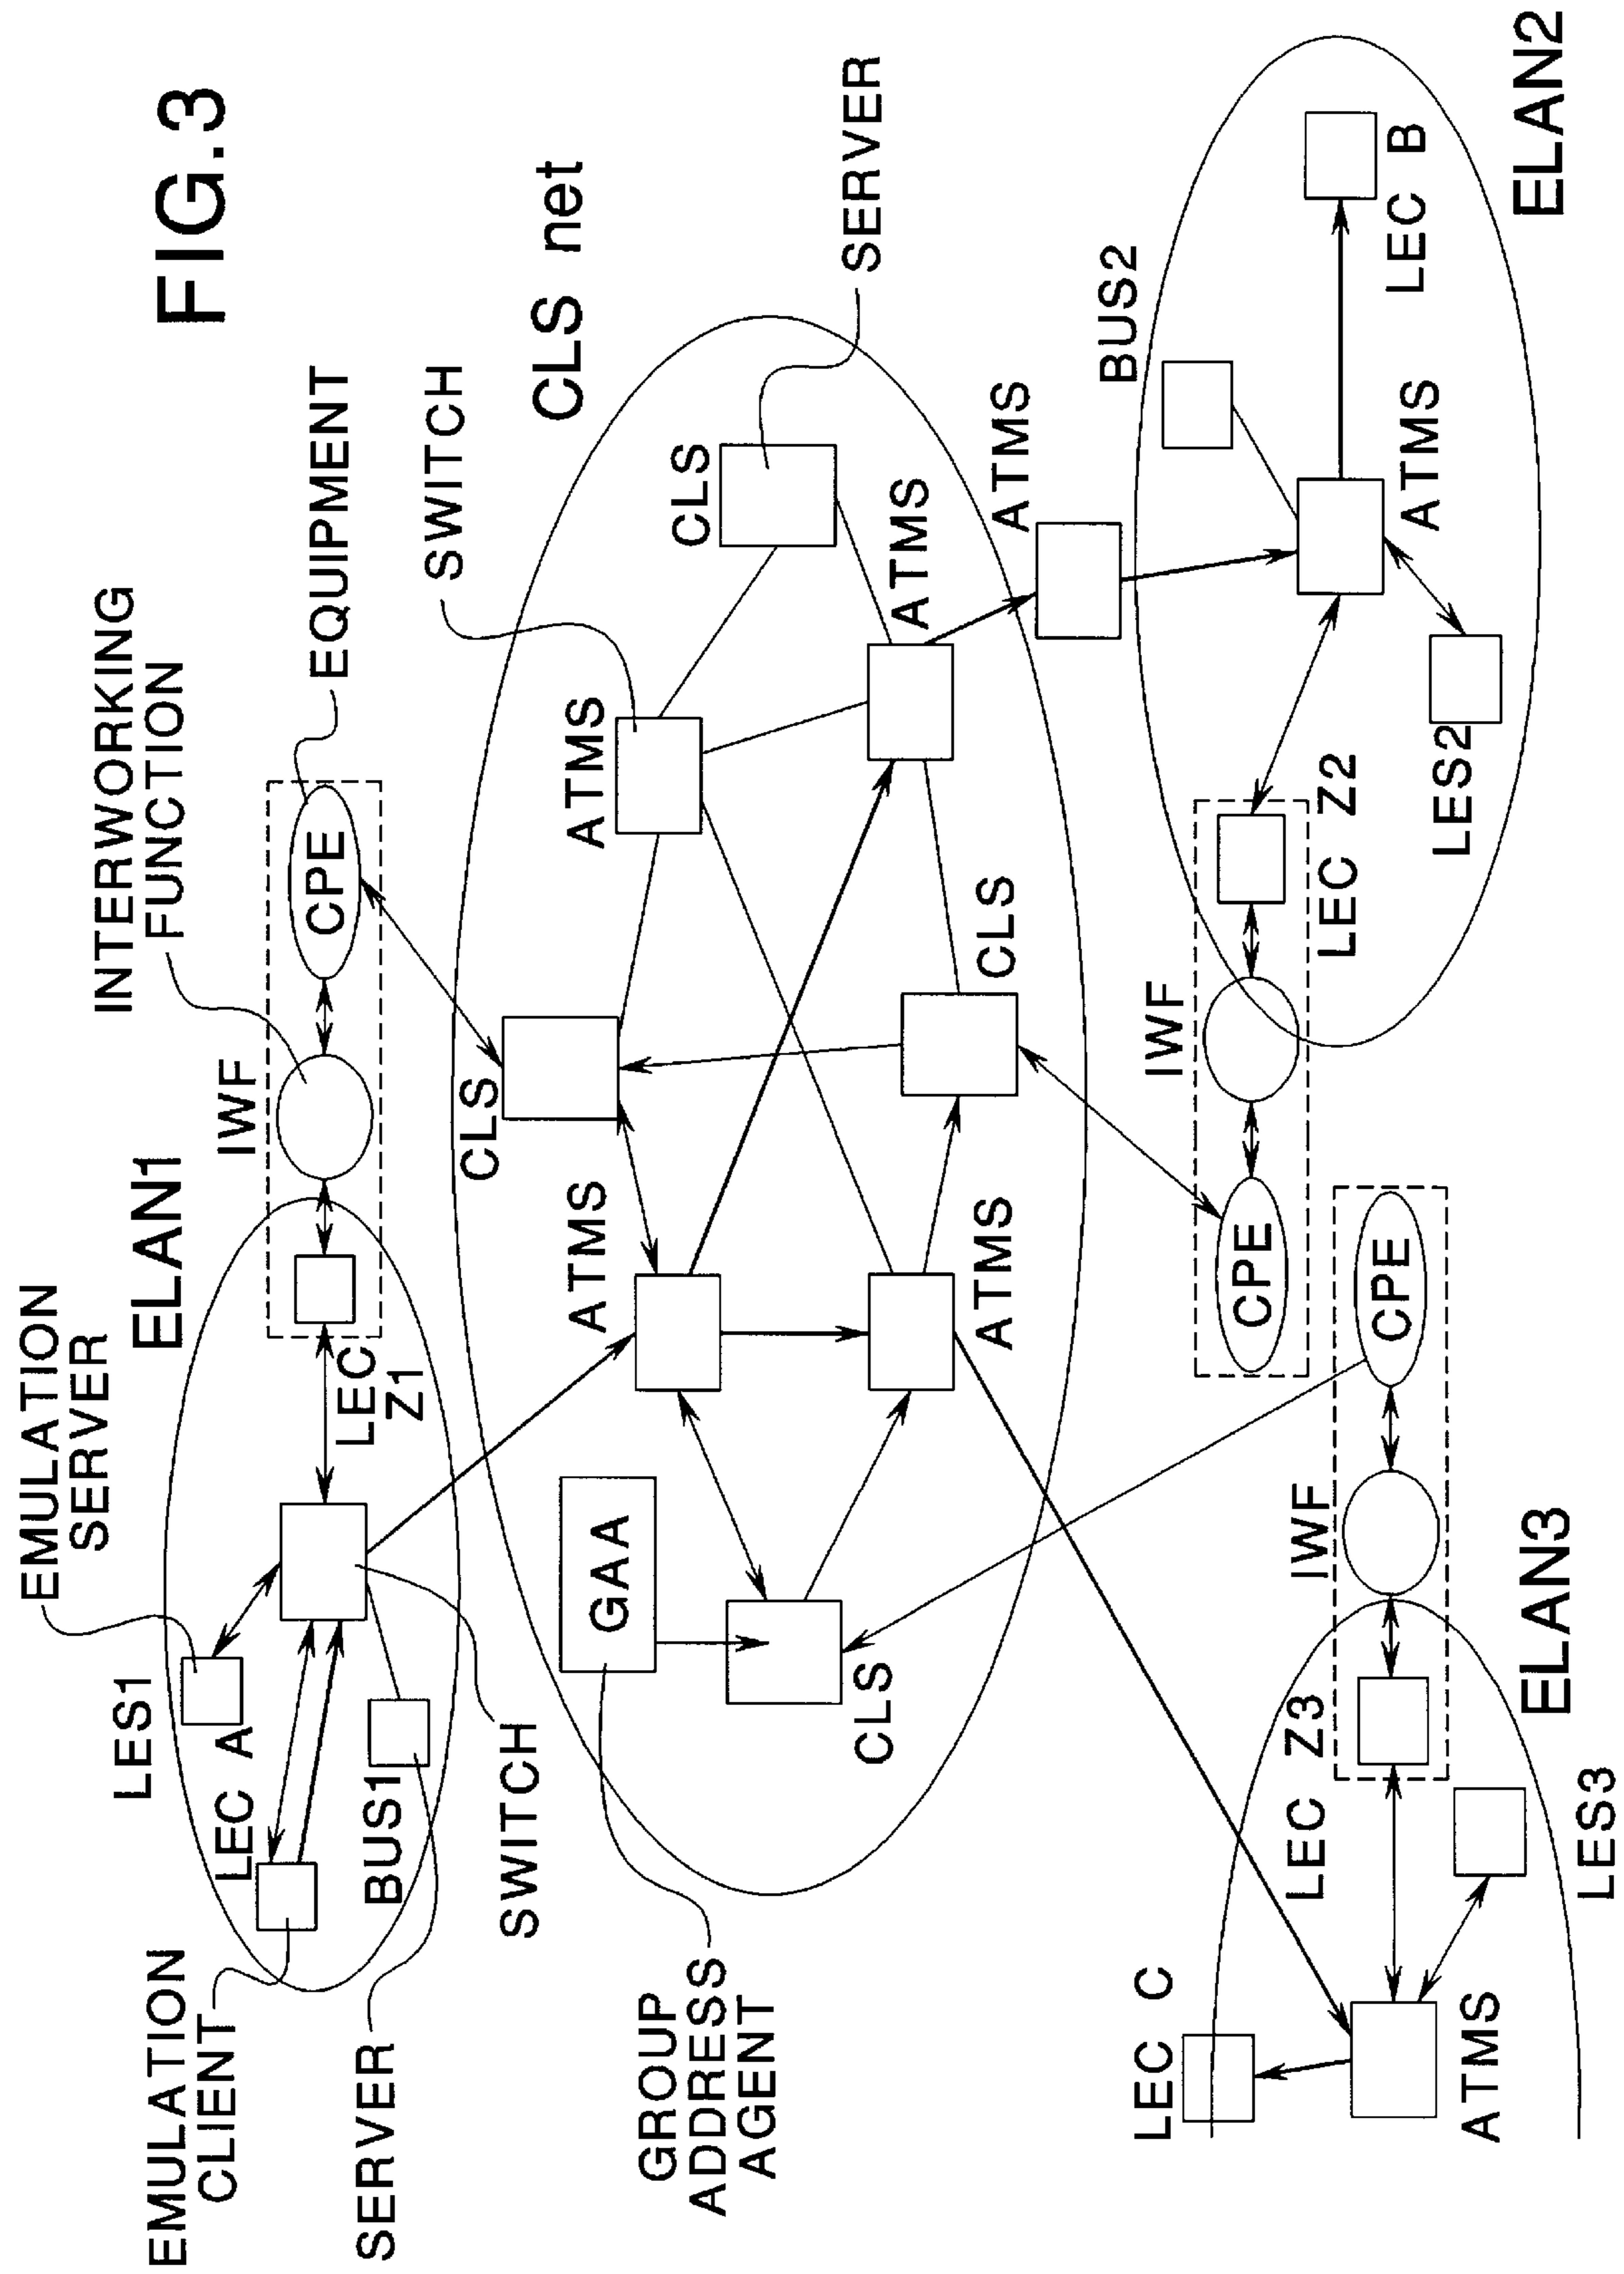 FIG.3
EMULATION
SERVER
ELAN1
INTERWORKING
FUNCTION
EQUIPMENT
LES1
IWF
CPE
LEC A
LEC
Z1
BUS1
EMULATION
CLIENT
SERVER
SWITCH
SWITCH
CLS net
CLS
ATMS
CLS
SERVER
GAA
ATMS
ATMS
GROUP
ADDRESS
AGENT
CLS
ATMS
CLS
ATMS
BUS2
LEC C
LEC Z3
IWF
CPE
CPE
IWF
LEC Z2
ATMS
LEC B
ATMS
LES3
ELAN3
LES2
ELAN2